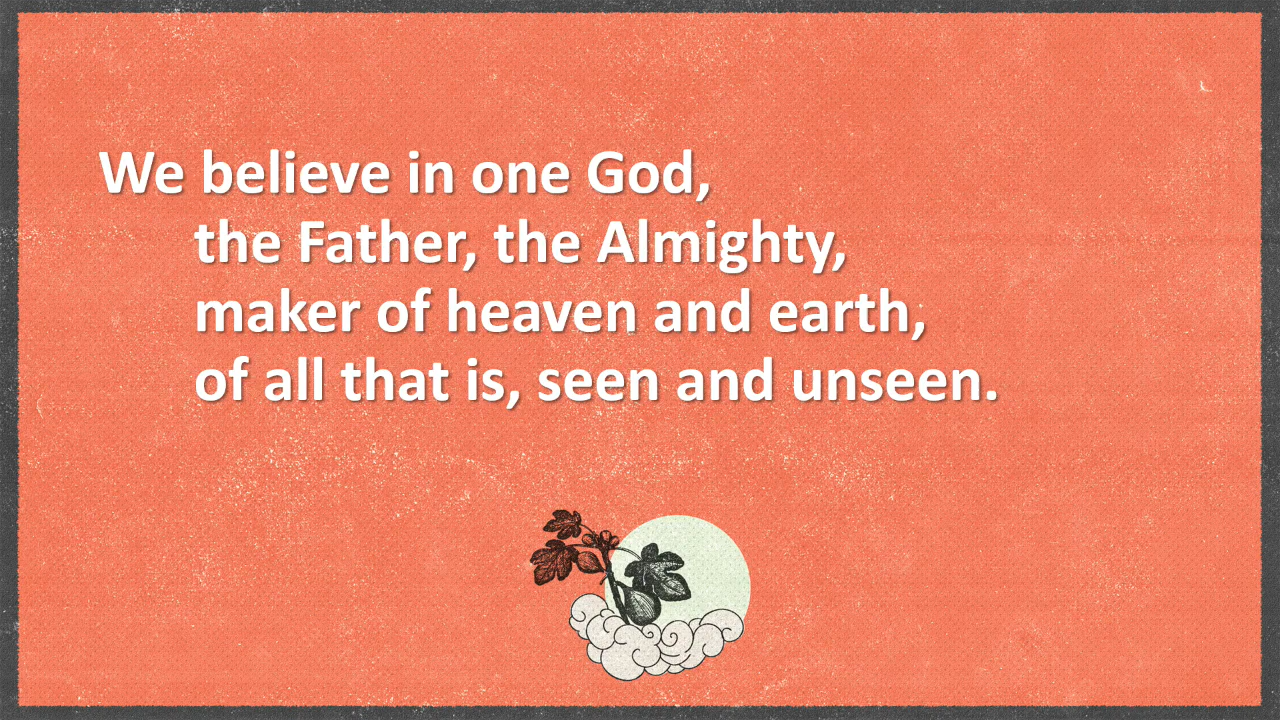 We believe in one God,
the Father, the Almighty,
maker of heaven and earth,
of all that is, seen and unseen.